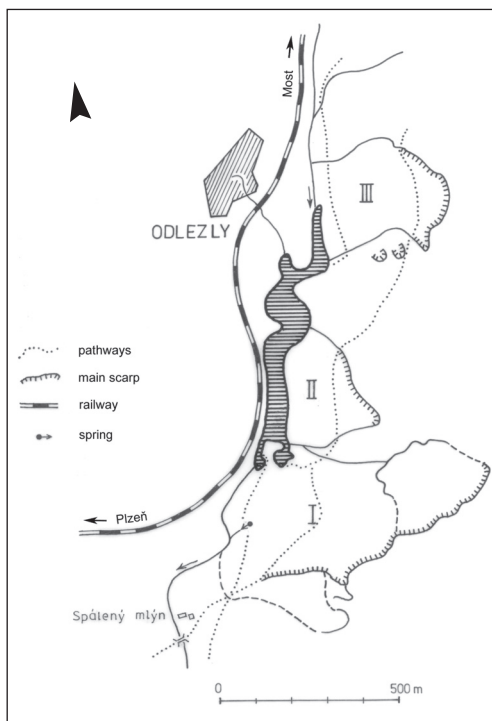 Most
ODLEZLY
III
pathways
main scarp
railway
spring
II
Plzeň
I
Spálený mlýn
0 500 m